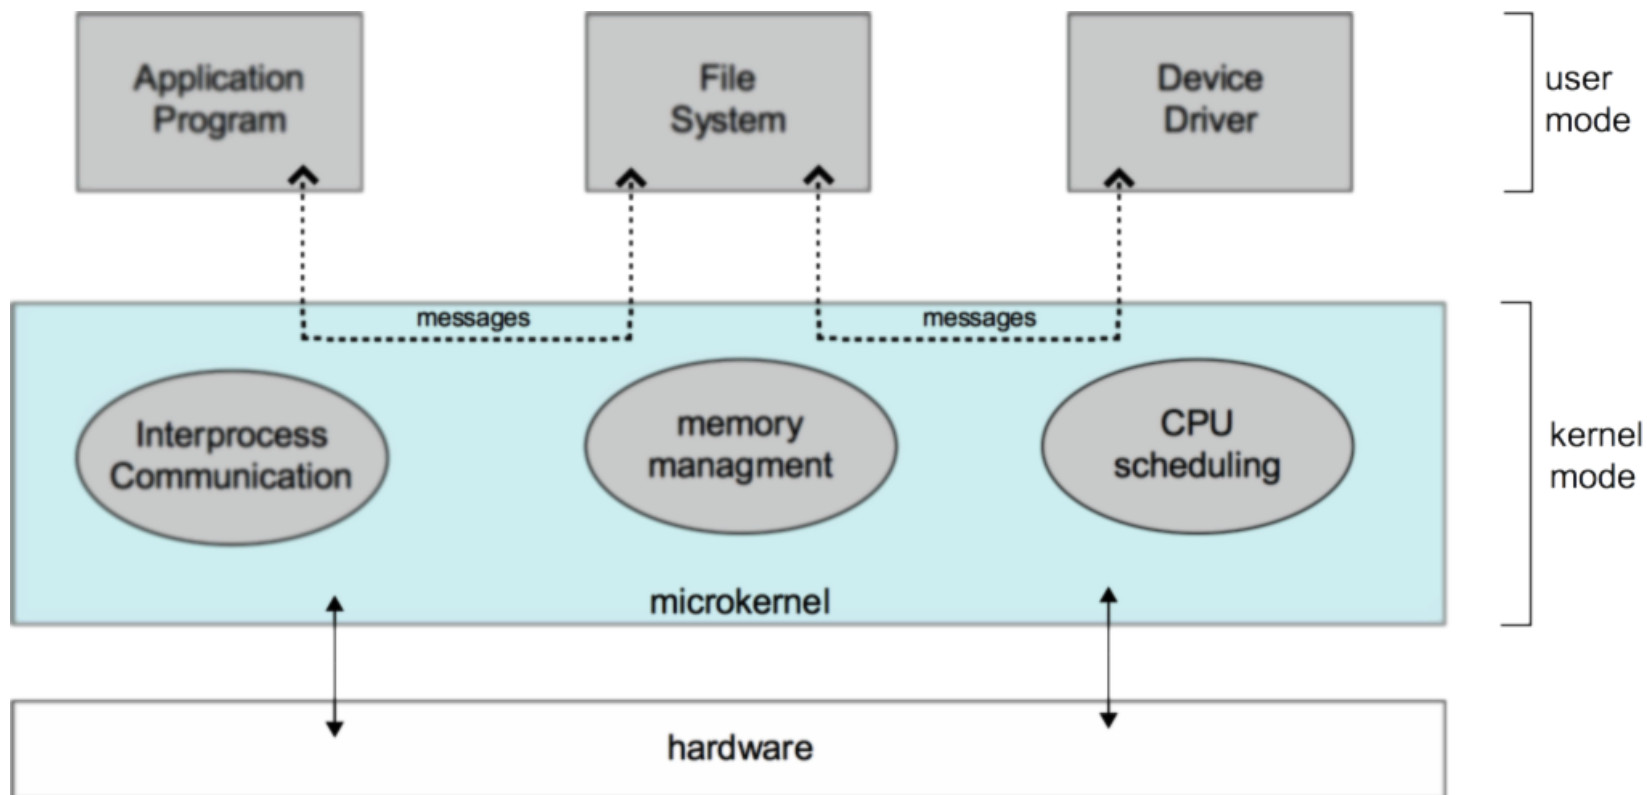 Application
Program
File
System
Device
Driver
user
mode
messages
messages
Interprocess
Communication
memory
managment
CPU
scheduling
kernel
mode
microkernel
hardware